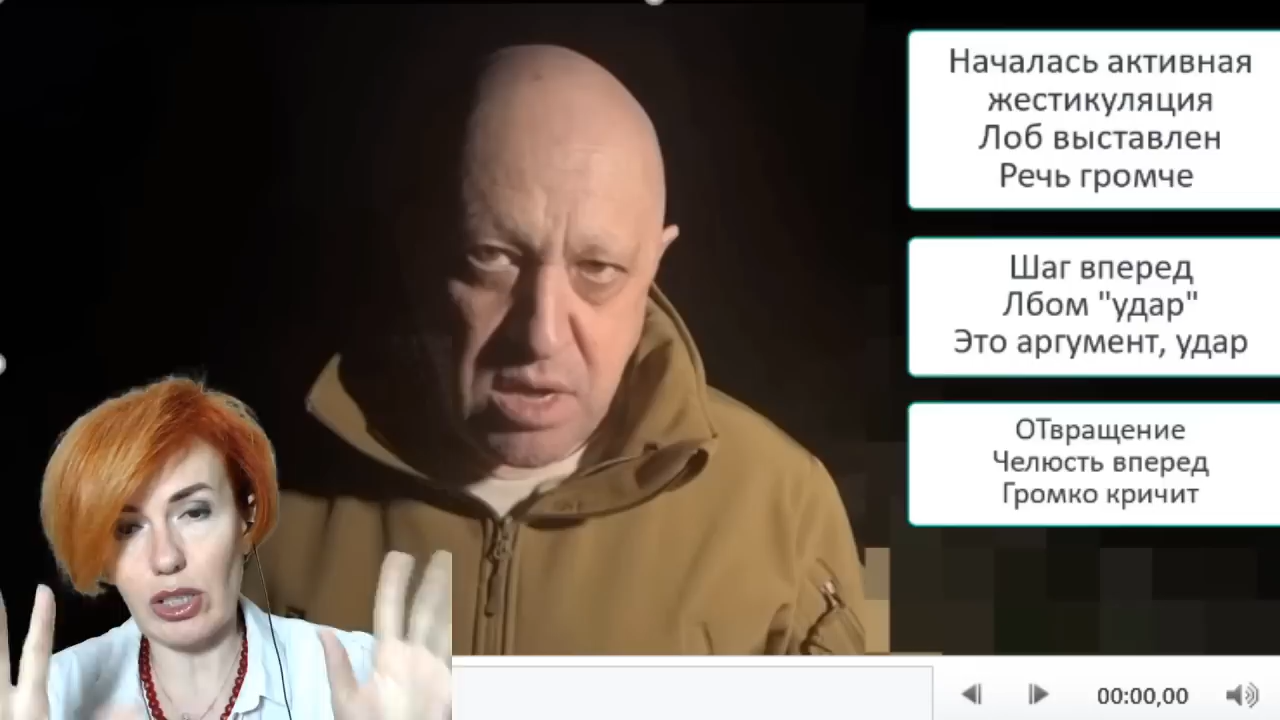 Началась активная
жестикуляция
Лоб выставлен
Речь громче
Шаг вперед
Лбом "удар"
Это аргумент, удар
ОТвращение
Челюсть вперед
Громко кричит
00:00,00